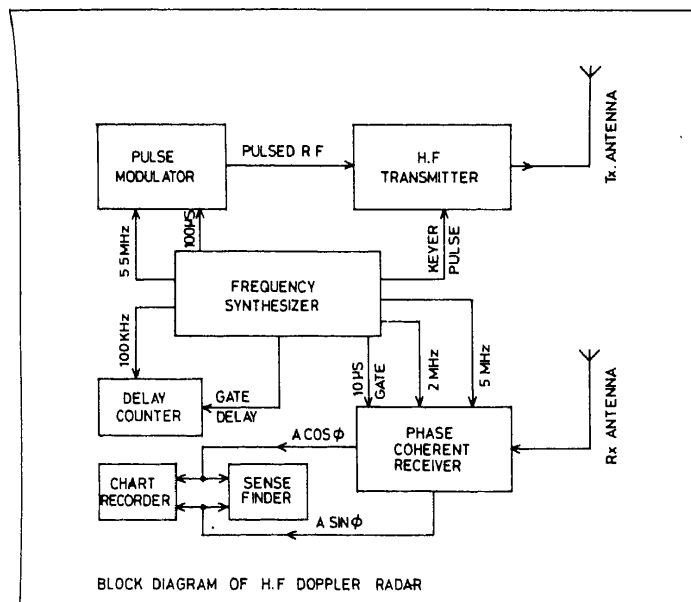 PULSE
MODULATOR
PULSED R F
H.F
TRANSMITTER
Tx. ANTENNA
5 5 MHz
100 µS
KEYER
PULSE
FREQUENCY
SYNTHESIZER
100 KHz
10 µS
GATE
2 MHz
5 MHz
DELAY
COUNTER
GATE
DELAY
PHASE
COHERENT
RECEIVER
Rx ANTENNA
A COS ϕ
CHART
RECORDER
SENSE
FINDER
A SIN ϕ
BLOCK DIAGRAM OF H.F DOPPLER RADAR